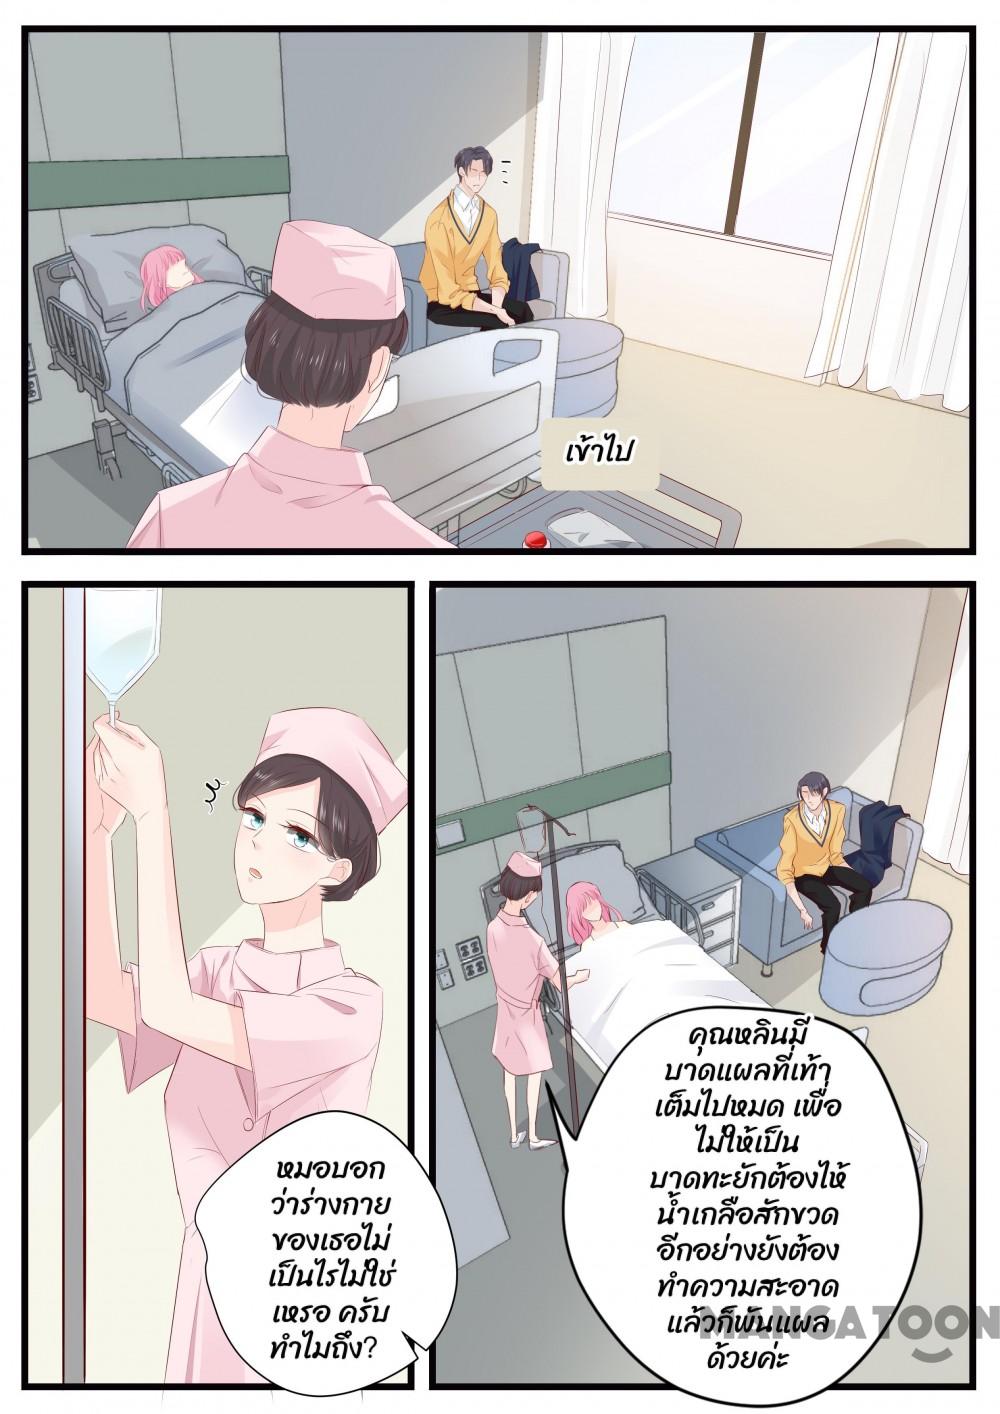 เข้าไป
หมอบอก
ว่าร่างกาย
ของเธอไม่
เป็นไรไม่ใช่
เหรอ ครับ
ทำไมถึง?
คุณหลินมี
บาดแผลที่เท้า
เต็มไปหมด เพื่อ
ไม่ให้เป็น
บาดทะยักต้องไห้
น้ำเกลือสักขวด
อีกอย่างยังต้อง
ทำความสะอาด
แล้วก็พันแผล
ด้วยค่ะ
MANGATOON